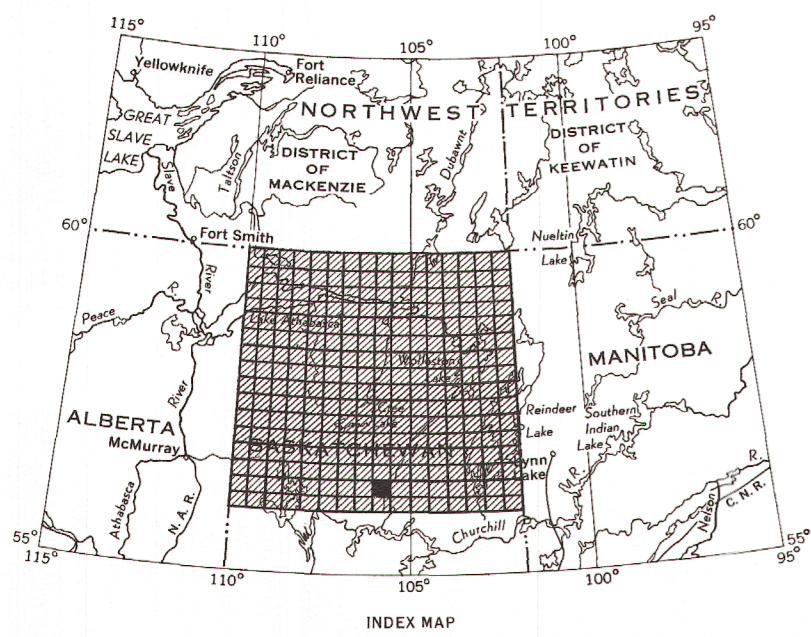 115°
110°
105°
100°
95°
Yellowknife
Fort
Reliance
R.
NORTHWEST TERRITORIES
GREAT
SLAVE
LAKE
Slave
Taltson
DISTRICT
OF
MACKENZIE
Dubawnt
DISTRICT
OF
KEEWATIN
60°
Fort Smith
Nueltin
Lake
60°
River
Peace
R.
Lake Athabasca
Seal
R.
Wollaston
Lake
MANITOBA
River
Cree
Lake
Reindeer
Lake
Southern
Indian
Lake
ALBERTA
McMurray
SASKATCHEWAN
Lynn
Lake
R.
R.
Athabasca
N. A. R.
Churchill
Nelson
C. N. R.
55°
115°
110°
105°
100°
55°
95°
INDEX MAP